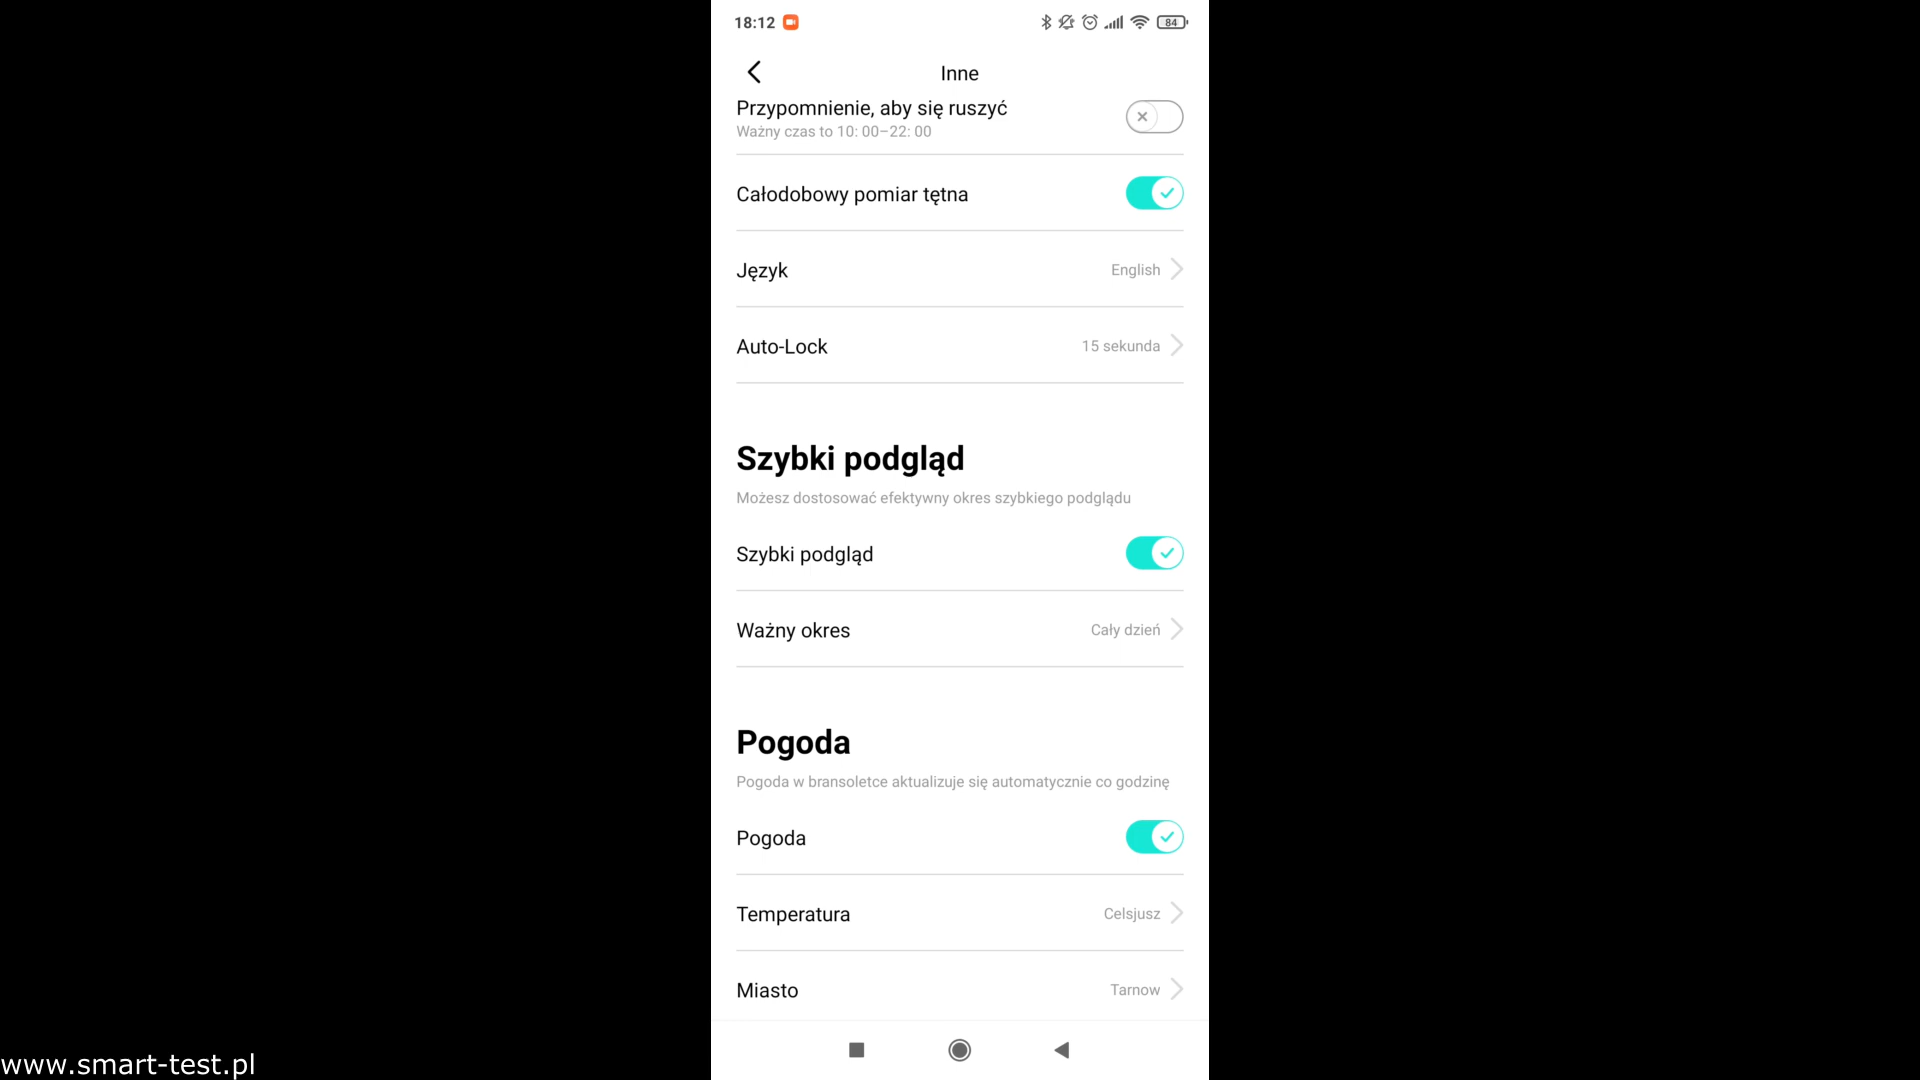 18:12
84
Inne
Przypomnienie, aby się ruszyć
Ważny czas to 10: 00–22: 00
Całodobowy pomiar tętna
Język English
Auto-Lock 15 sekunda
Szybki podgląd
Możesz dostosować efektywny okres szybkiego podglądu
Szybki podgląd
Ważny okres Cały dzień
Pogoda
Pogoda w bransoletce aktualizuje się automatycznie co godzinę
Pogoda
Temperatura Celsjusz
Miasto Tarnow
www.smart-test.pl